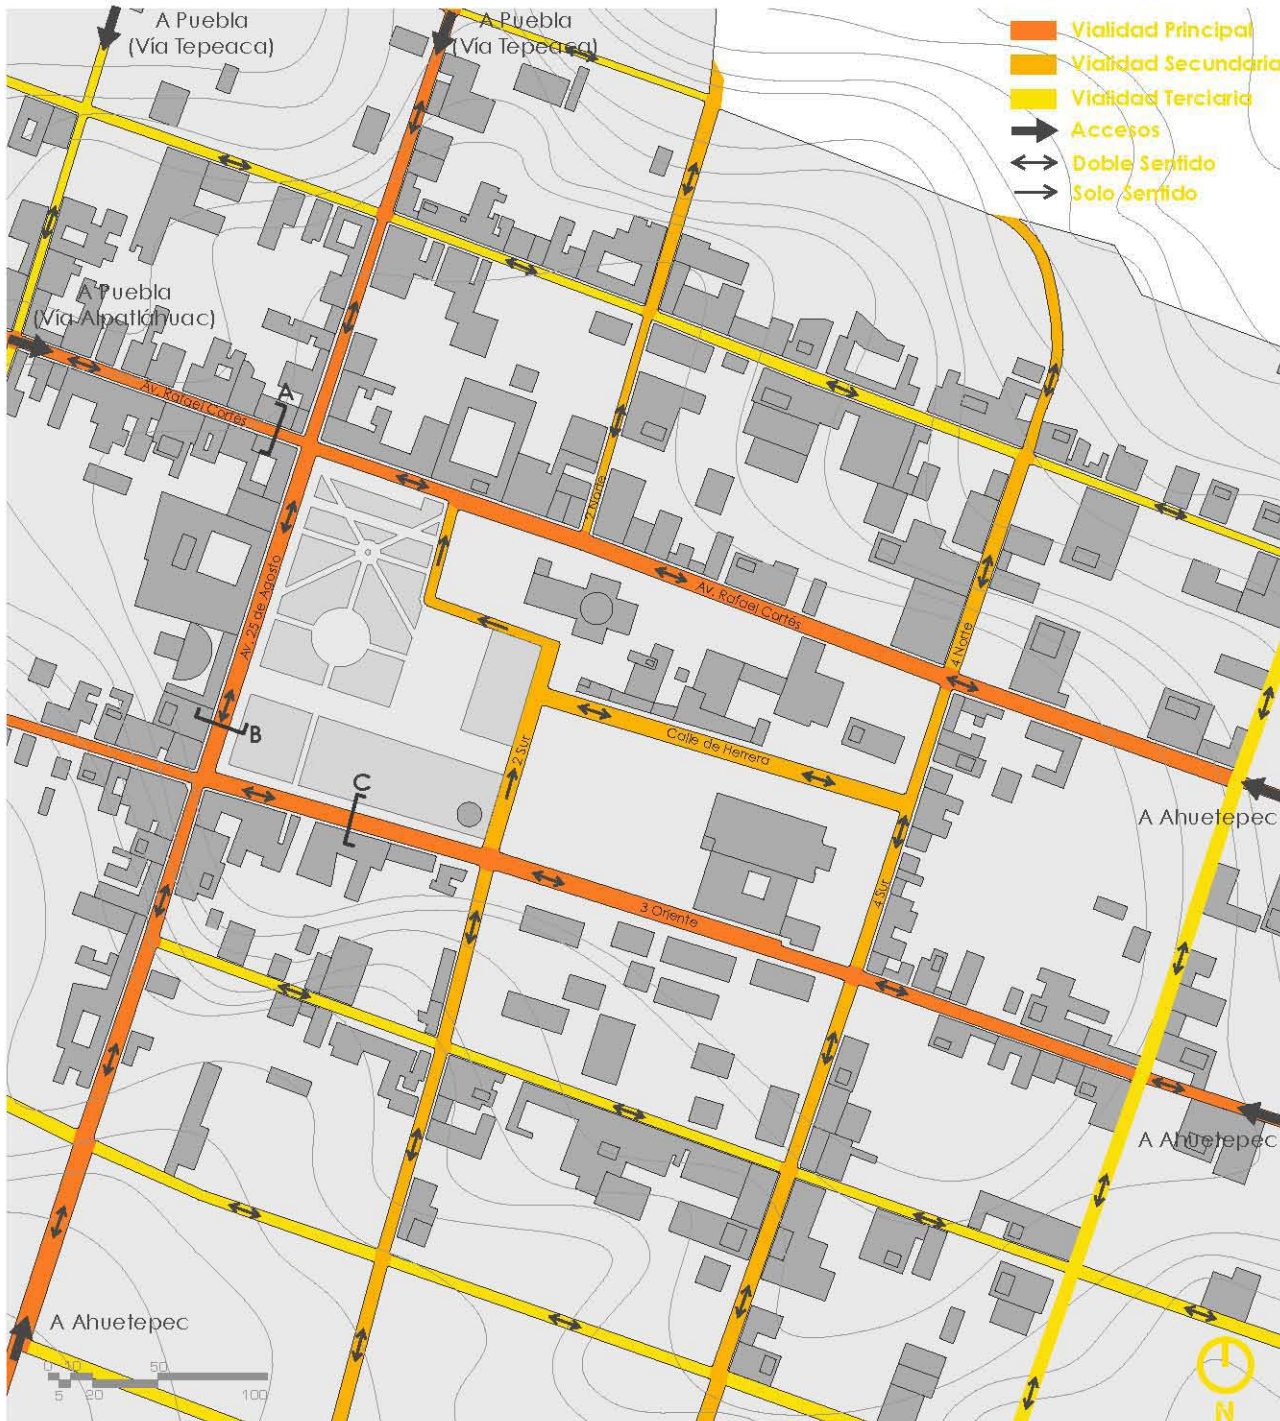 A Puebla
(Vía Tepeaca)
A Puebla
(Vía Tepeaca)
Vialidad Principal
Vialidad Secundaria
Vialidad Terciaria
Accesos
Doble Sentido
Solo Sentido
A Puebla
(Vía Alpatláhuac)
Av. Rafael Cortés
A
2 Norte
Av. 25 de Agosto
Av. Rafael Cortés
4 Norte
B
2 Sur
Calle de Herrera
C
A Ahuetepec
4 Sur
3 Oriente
A Ahuetepec
A Ahuetepec
0 10 50
5 20 100
N